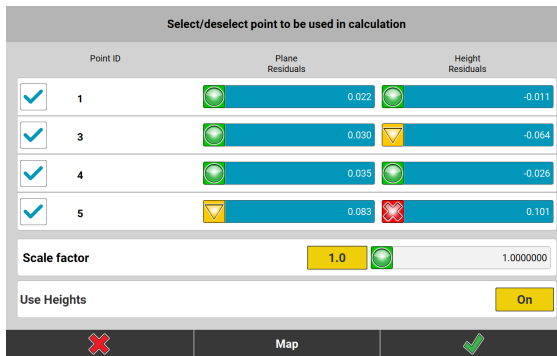 Select/deselect point to be used in calculation
Point ID Plane Residuals Height Residuals
1 0.022 -0.011
3 0.030 -0.064
4 0.035 -0.026
5 0.083 0.101
Scale factor 1.0 1.0000000
Use Heights On
Map